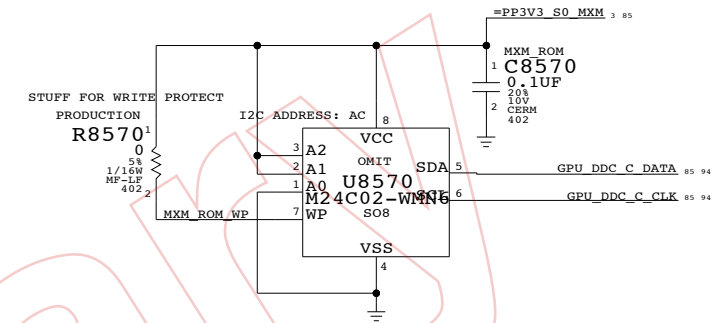 =PP3V3_S0_MXM 3 85
MXM_ROM
1 C8570
0.1UF
20%
10V
2 CERM
402
STUFF FOR WRITE PROTECT
PRODUCTION
R8570 1
0
5%
1/16W
MF-LF
402 2
I2C ADDRESS: AC
8
VCC
OMIT
3 A2
2 A1
1 A0
7 WP
MXM_ROM_WP
U8570
M24C02-WMN6
SO8
SDA 5 GPU_DDC_C_DATA 85 94
SCL 6 GPU_DDC_C_CLK 85 94
VSS
4